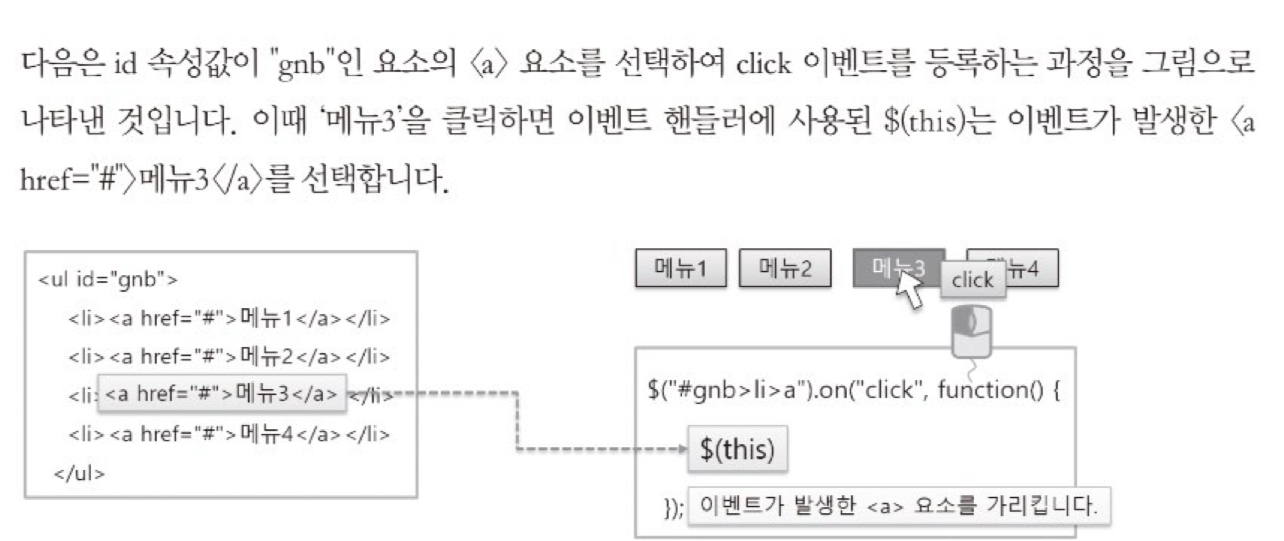 다음은 id 속성값이 "gnb"인 요소의 〈a〉 요소를 선택하여 click 이벤트를 등록하는 과정을 그림으로
나타낸 것입니다. 이때 '메뉴3'을 클릭하면 이벤트 핸들러에 사용된 $(this)는 이벤트가 발생한 〈a
href="#"〉메뉴3〈/a〉를 선택합니다.
<ul id="gnb">
<li><a href="#">메뉴1</a></li>
<li><a href="#">메뉴2</a></li>
<li><a href="#">메뉴3</a> </li>
<li><a href="#">메뉴4</a></li>
</ul>
메뉴1 메뉴2 메뉴3 메뉴4
click
$("#gnb>li>a").on("click", function() {
$(this)
}); 이벤트가 발생한 <a> 요소를 가리킵니다.